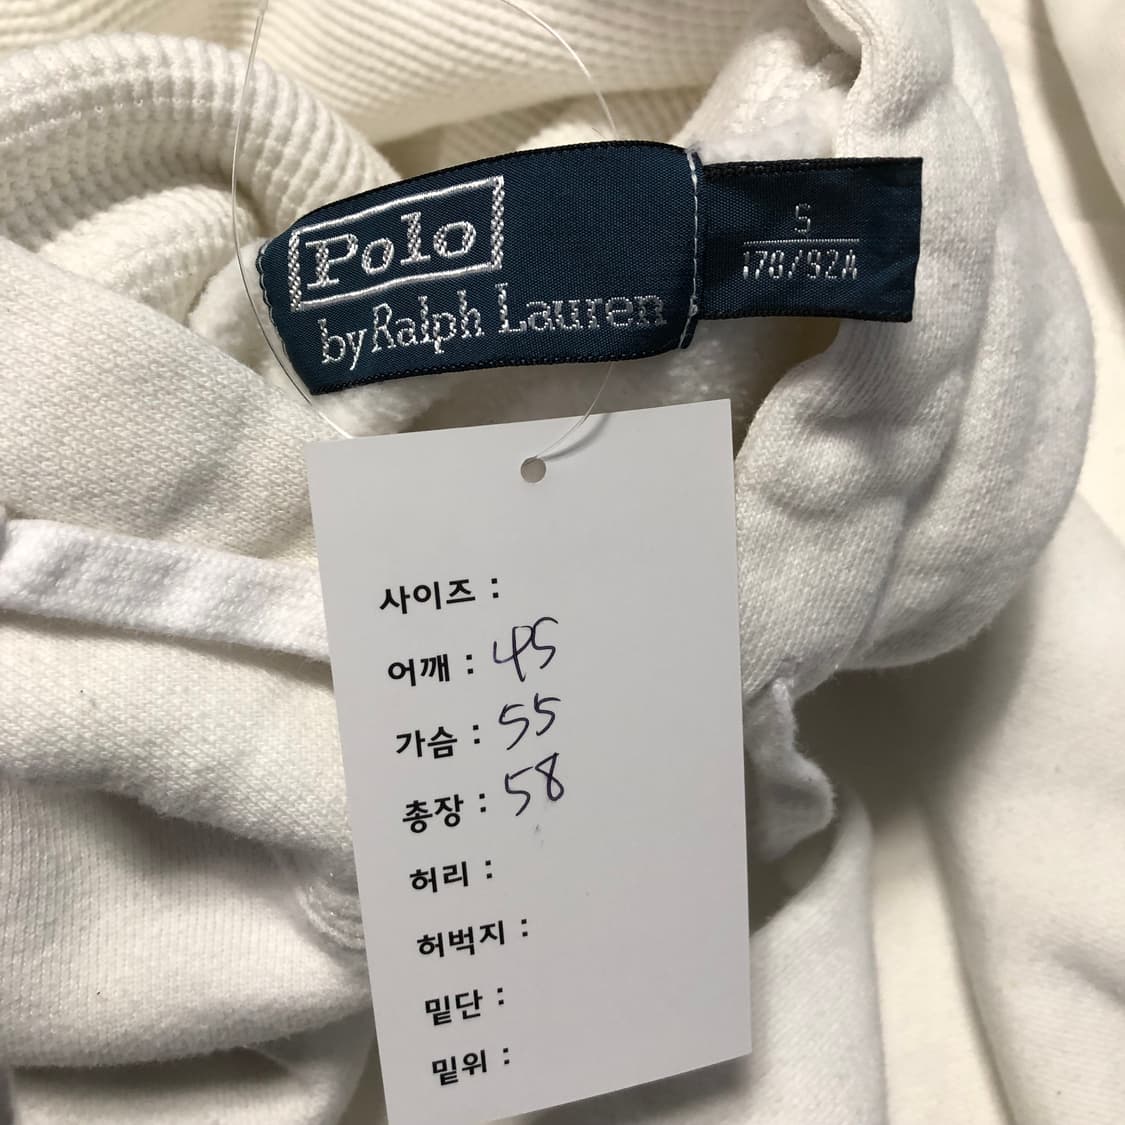 Polo
by Ralph Lauren
S
170/92A
사이즈 :
어깨 : 45
가슴 : 55
총장 : 58
허리 :
허벅지 :
밑단 :
밑위 :